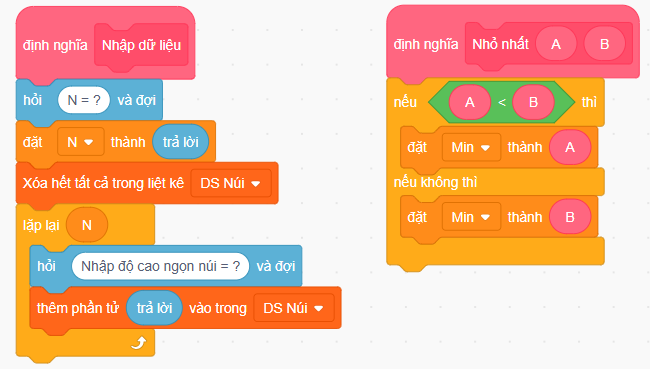 định nghĩa Nhập dữ liệu
hỏi N = ? và đợi
đặt N thành trả lời
Xóa hết tất cả trong liệt kê DS Núi
lặp lại N
hỏi Nhập độ cao ngọn núi = ? và đợi
thêm phần tử trả lời vào trong DS Núi
định nghĩa Nhỏ nhất A B
nếu A < B thì
đặt Min thành A
nếu không thì
đặt Min thành B